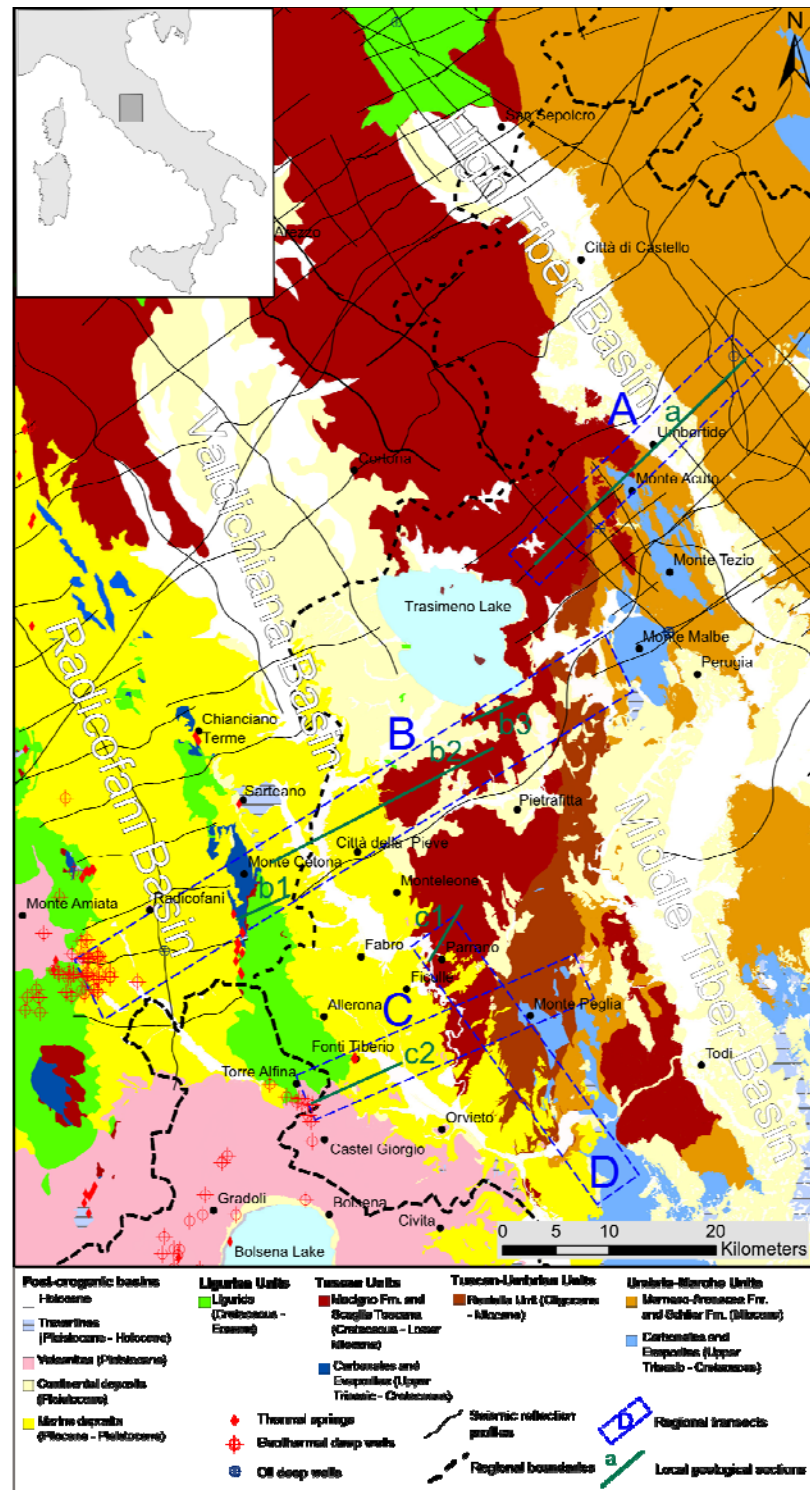 N
San Sepolcro
High Tiber Basin
Arezzo
Città di Castello
A
a
Umbertide
Valdichiana Basin
Cortona
Monte Acuto
Monte Tezio
Trasimeno Lake
Radicofani Basin
Monte Malbe
Perugia
Chianciano
Terme
B
b3
b2
Sarteano
Pietrafitta
Middle Tiber Basin
Città della Pieve
Monte Cetona
b1
Monteleone
Monte Amiata
Radicofani
c1
Fabro
Parrano
Ficulle
Allerona
C
Monte Peglia
Fonti Tiberio
c2
Todi
Torre Alfina
Orvieto
Castel Giorgio
D
Gradoli
Bolsena
Civita
Bolsena Lake
0 5 10 20
Kilometers
Post-orogenic basins
Holocene
Travertines
(Pleistocene - Holocene)
Volcanites (Pleistocene)
Continental deposits
(Pleistocene)
Marine deposits
(Pliocene - Pleistocene)
Ligurian Units
Ligurids
(Cretaceous -
Eocene)
Tuscan Units
Macigno Fm. and
Scaglia Toscana
(Cretaceous - Lower
Miocene)
Carbonates and
Evaporites (Upper
Triassic - Cretaceous)
Tuscan-Umbrian Units
Rentella Unit (Oligocene
- Miocene)
Umbria-Marche Units
Marnoso-Arenacea Fm.
and Schlier Fm. (Miocene)
Carbonates and
Evaporites (Upper
Triassic - Cretaceous)
Thermal springs
Geothermal deep wells
Oil deep wells
Seismic reflection
profiles
Regional boundaries
D
Regional transects
a
Local geological sections